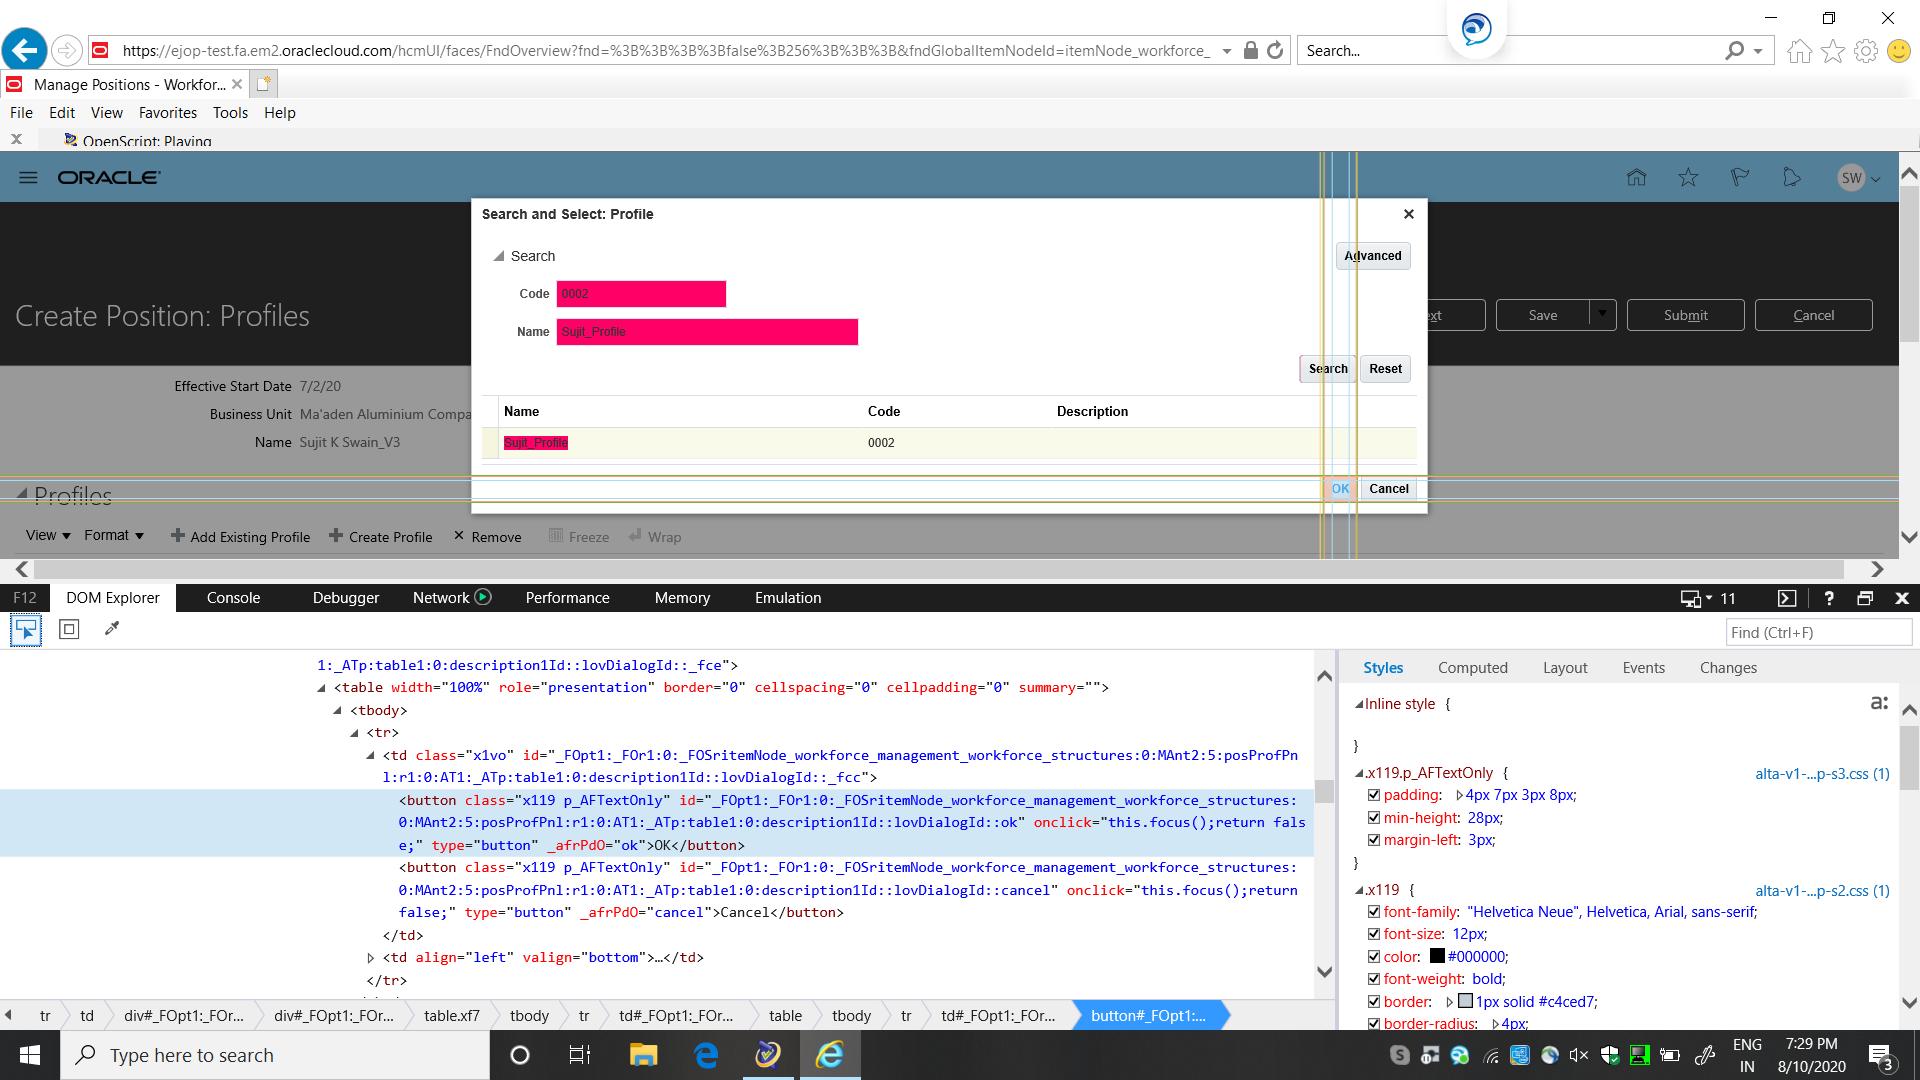 https://ejop-test.fa.em2.oraclecloud.com/hcmUI/faces/FndOverview?fnd=%3B%3B%3B%3Bfalse%3B256%3B%3B%3B&fndGlobalItemNodeId=itemNode_workforce_
Search...
Manage Positions - Workfor...
File Edit View Favorites Tools Help
x OpenScript: Playing
ORACLE
SW
Search and Select: Profile
Search
Advanced
Code 0002
Create Position: Profiles
ext Save Submit Cancel
Name Sujit_Profile
Search Reset
Effective Start Date 7/2/20
Business Unit Ma'aden Aluminium Compa
Name Sujit K Swain_V3
Name Code Description
Sujit_Profile 0002
OK Cancel
Profiles
View Format Add Existing Profile Create Profile Remove Freeze Wrap
F12 DOM Explorer Console Debugger Network Performance Memory Emulation 11 ?
Find (Ctrl+F)
1:_ATp:table1:0:description1Id::lovDialogId::_fce">
<table width="100%" role="presentation" border="0" cellspacing="0" cellpadding="0" summary="">
<tbody>
<tr>
<td class="x1vo" id="_FOpt1:_FOr1:0:_FOSritemNode_workforce_management_workforce_structures:0:MAnt2:5:posProfPn
l:r1:0:AT1:_ATp:table1:0:description1Id::lovDialogId::_fcc">
<button class="x119 p_AFTextOnly" id="_FOpt1:_FOr1:0:_FOSritemNode_workforce_management_workforce_structures:
0:MAnt2:5:posProfPnl:r1:0:AT1:_ATp:table1:0:description1Id::lovDialogId::ok" onclick="this.focus();return fals
e;" type="button" _afrPdO="ok">OK</button>
<button class="x119 p_AFTextOnly" id="_FOpt1:_FOr1:0:_FOSritemNode_workforce_management_workforce_structures:
0:MAnt2:5:posProfPnl:r1:0:AT1:_ATp:table1:0:description1Id::lovDialogId::cancel" onclick="this.focus();return
false;" type="button" _afrPdO="cancel">Cancel</button>
</td>
<td align="left" valign="bottom">…</td>
</tr>
Styles Computed Layout Events Changes
Inline style {
a:
}
.x119.p_AFTextOnly { alta-v1-...p-s3.css (1)
padding: 4px 7px 3px 8px;
min-height: 28px;
margin-left: 3px;
}
.x119 { alta-v1-...p-s2.css (1)
font-family: "Helvetica Neue", Helvetica, Arial, sans-serif;
font-size: 12px;
color: #000000;
font-weight: bold;
border: 1px solid #c4ced7;
border-radius: 4px;
tr td div#_FOpt1:_FOr... div#_FOpt1:_FOr... table.xf7 tbody tr td#_FOpt1:_FOr... table tbody tr td#_FOpt1:_FOr... button#_FOpt1:...
Type here to search
ENG
IN
7:29 PM
8/10/2020
3